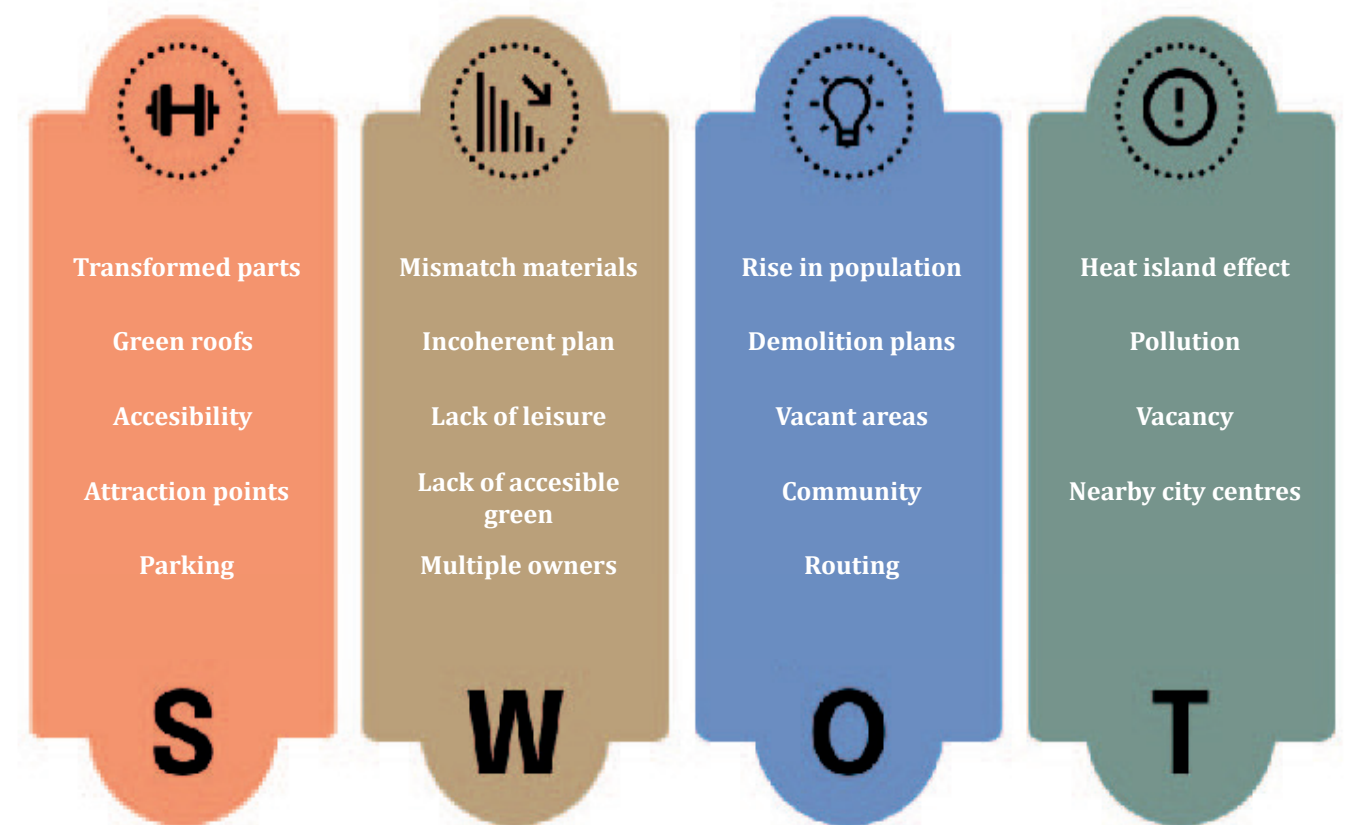 Transformed parts
Green roofs
Accesibility
Attraction points
Parking
S
Mismatch materials
Incoherent plan
Lack of leisure
Lack of accesible
green
Multiple owners
W
Rise in population
Demolition plans
Vacant areas
Community
Routing
O
Heat island effect
Pollution
Vacancy
Nearby city centres
T